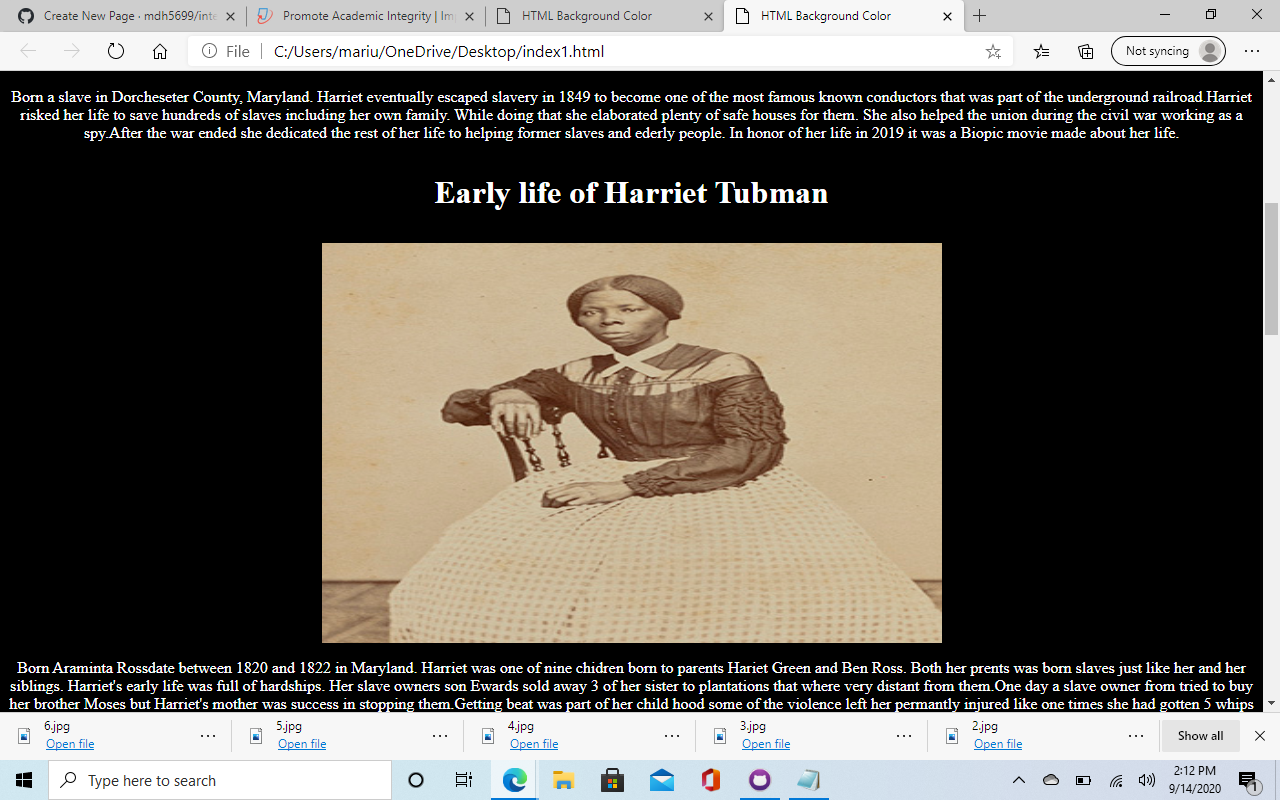 Create New Page · mdh5699/inte
Promote Academic Integrity | Im
HTML Background Color
HTML Background Color
File
C:/Users/mariu/OneDrive/Desktop/index1.html
Not syncing
Born a slave in Dorcheseter County, Maryland. Harriet eventually escaped slavery in 1849 to become one of the most famous known conductors that was part of the underground railroad.Harriet
risked her life to save hundreds of slaves including her own family. While doing that she elaborated plenty of safe houses for them. She also helped the union during the civil war working as a
spy.After the war ended she dedicated the rest of her life to helping former slaves and ederly people. In honor of her life in 2019 it was a Biopic movie made about her life.
Early life of Harriet Tubman
Born Araminta Rossdate between 1820 and 1822 in Maryland. Harriet was one of nine chidren born to parents Hariet Green and Ben Ross. Both her prents was born slaves just like her and her
siblings. Harriet's early life was full of hardships. Her slave owners son Ewards sold away 3 of her sister to plantations that where very distant from them.One day a slave owner from tried to buy
her brother Moses but Harriet's mother was success in stopping them.Getting beat was part of her child hood some of the violence left her permantly injured like one times she had gotten 5 whips
6.jpg
Open file
5.jpg
Open file
4.jpg
Open file
3.jpg
Open file
2.jpg
Open file
Show all
Type here to search
2:12 PM
9/14/2020
1